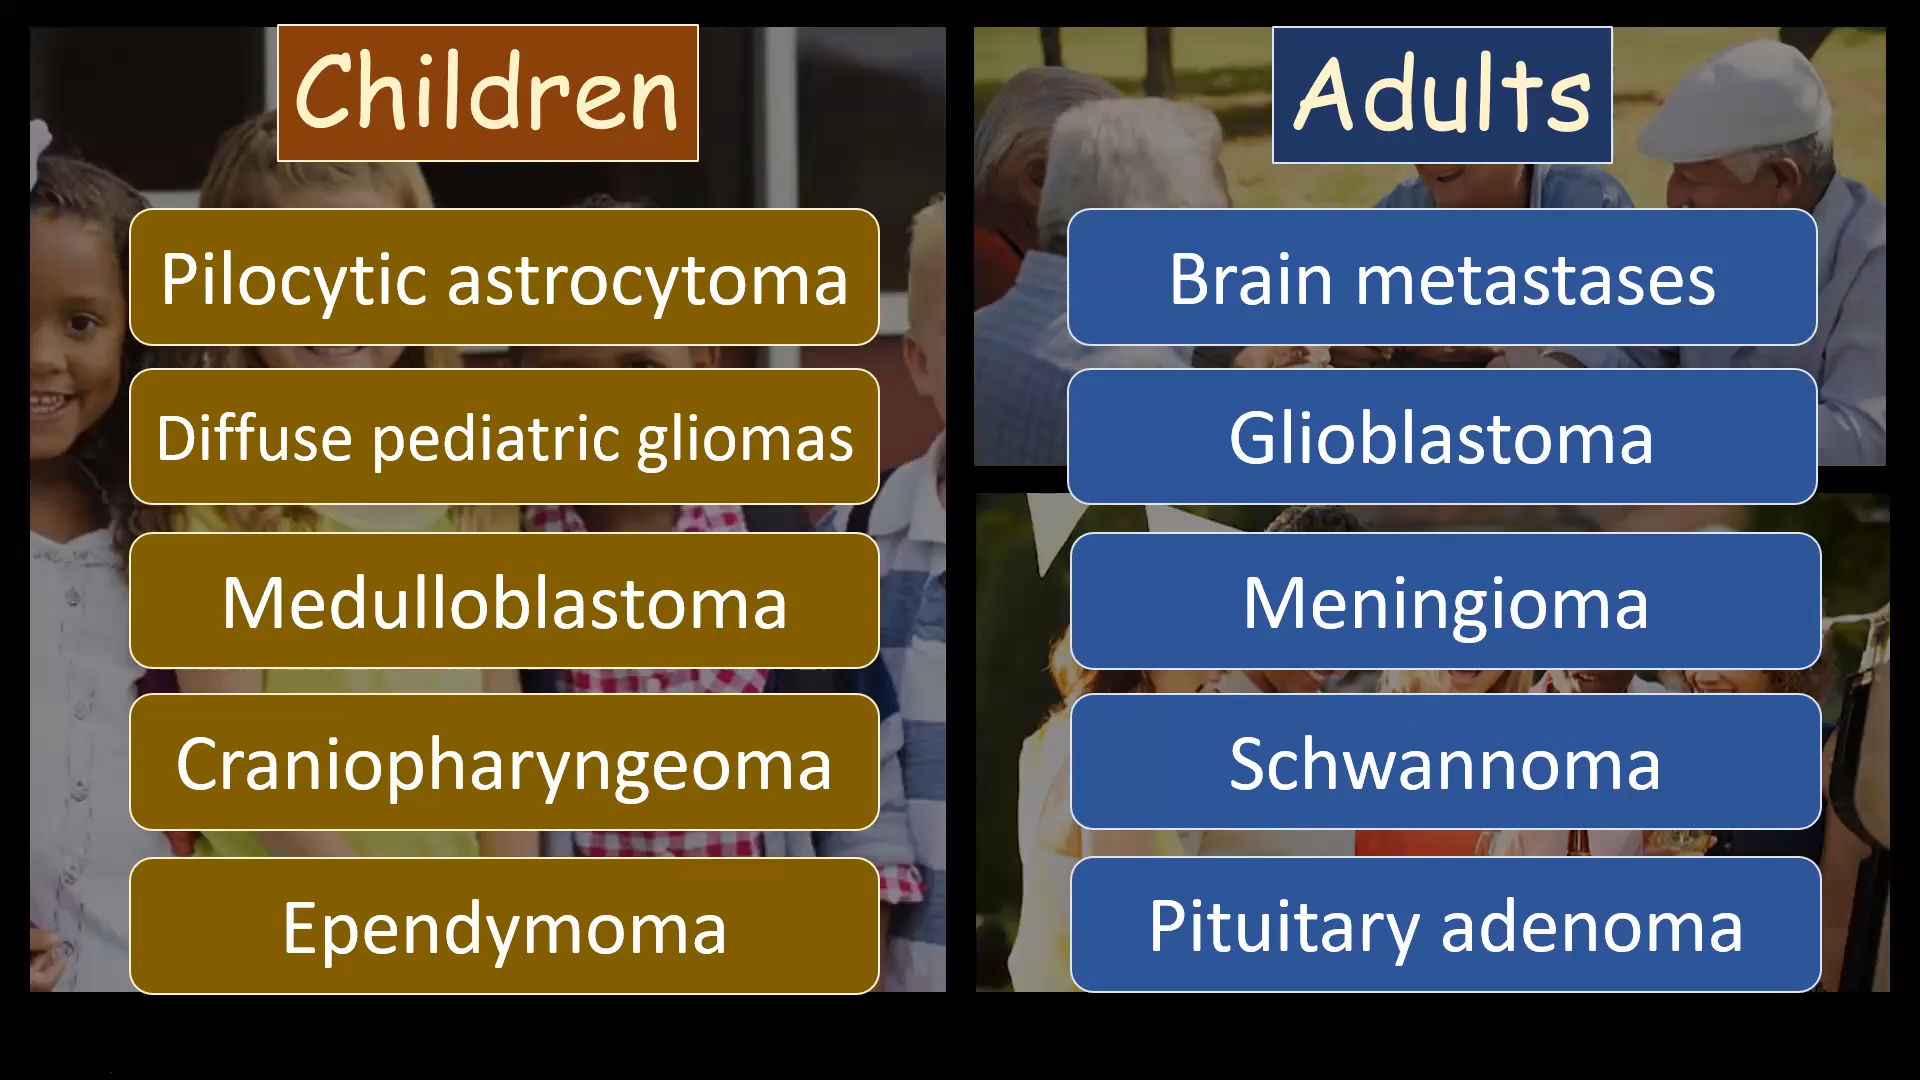 Children
Pilocytic astrocytoma
Diffuse pediatric gliomas
Medulloblastoma
Craniopharyngeoma
Ependymoma
Adults
Brain metastases
Glioblastoma
Meningioma
Schwannoma
Pituitary adenoma